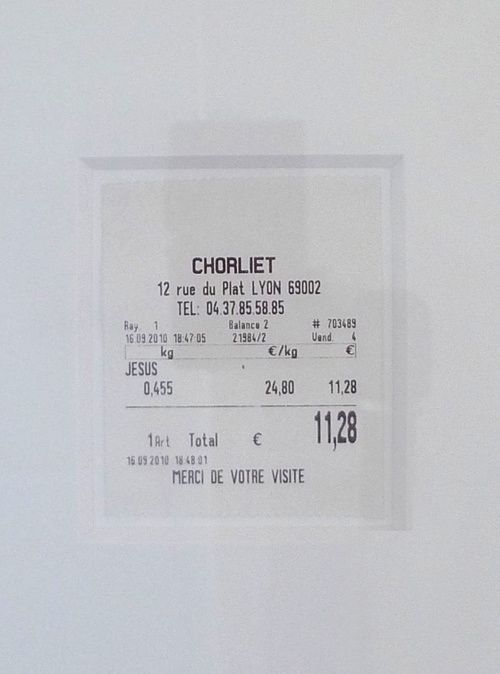 CHORLIET
12 rue du Plat LYON 69002
TEL: 04.37.85.58.85
Ray. 1 Balance 2 # 703489
16.09.2010 18:47:05 21984/2 Vend. 4
kg €/kg €
JESUS
0,455 24,80 11,28
1Art Total € 11,28
16.09.2010 18:48:01
MERCI DE VOTRE VISITE